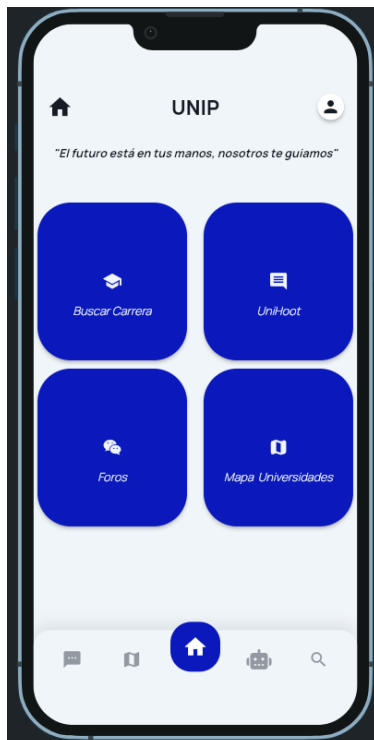 UNIP
"El futuro está en tus manos, nosotros te guiamos"
Buscar Carrera
UniHoot
Foros
Mapa Universidades